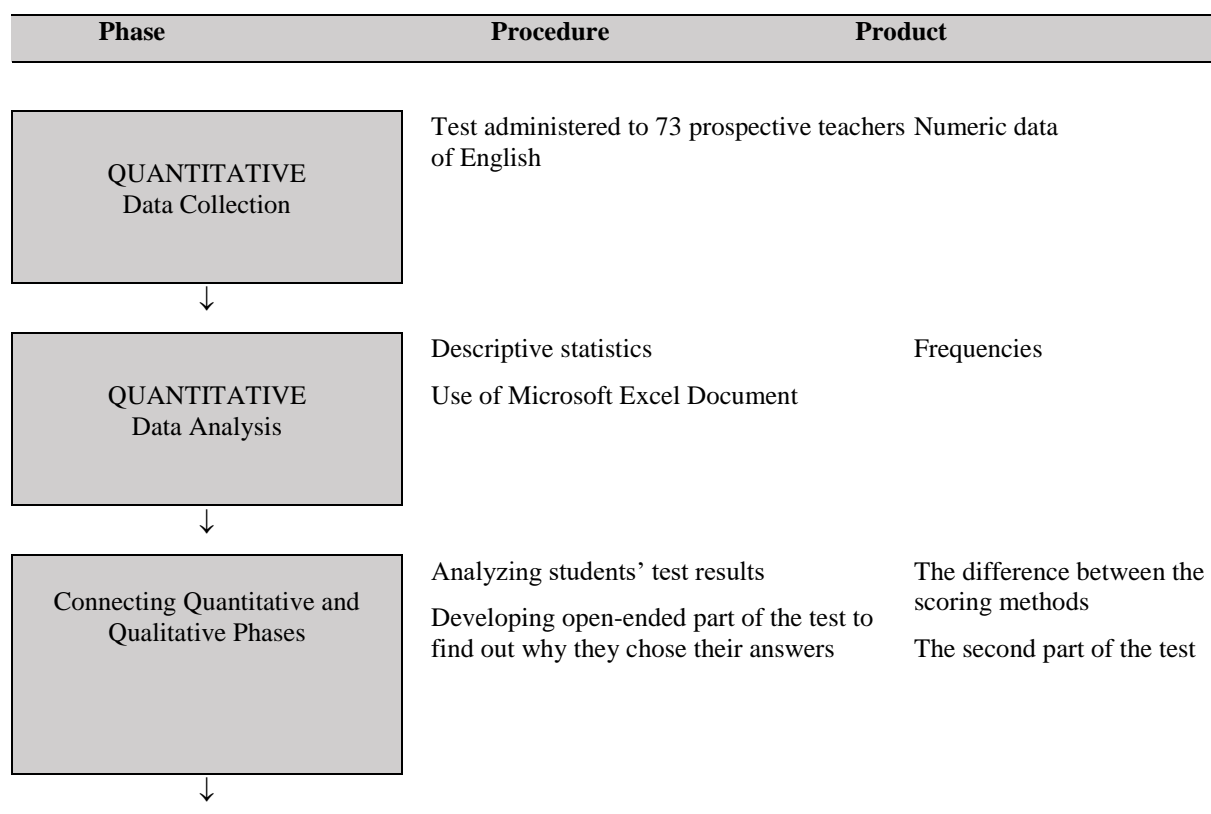 Phase Procedure Product
QUANTITATIVE
Data Collection
Test administered to 73 prospective teachers
of English
Numeric data
↓
QUANTITATIVE
Data Analysis
Descriptive statistics
Use of Microsoft Excel Document
Frequencies
↓
Connecting Quantitative and
Qualitative Phases
Analyzing students’ test results
Developing open-ended part of the test to
find out why they chose their answers
The difference between the
scoring methods
The second part of the test
↓